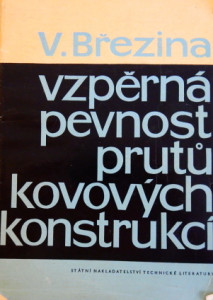 V. Březina
vzpěrná
pevnost
prutů
kovových
konstrukcí
STÁTNÍ NAKLADATELSTVÍ TECHNICKÉ LITERATURY